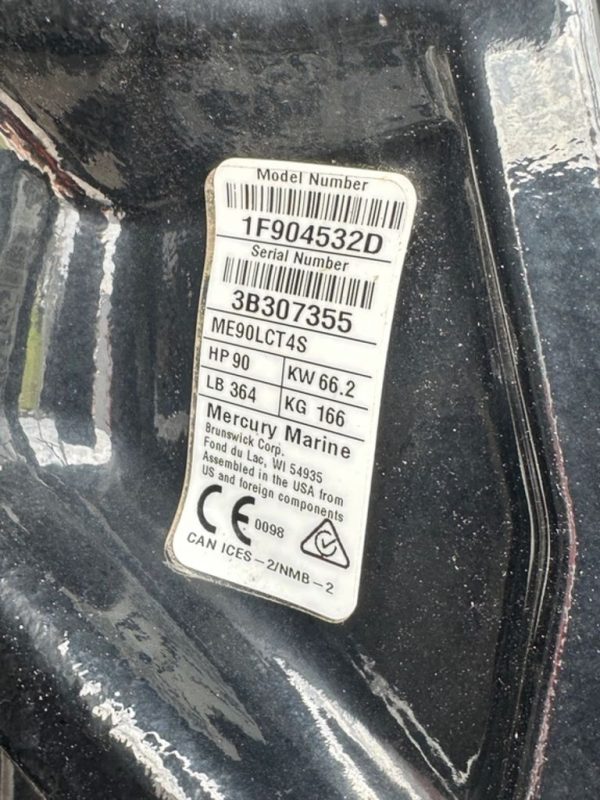 Model Number
1F904532D
Serial Number
3B307355
ME90LCT4S
HP 90 KW 66.2
LB 364 KG 166
Mercury Marine
Brunswick Corp.
Fond du Lac, WI 54935
Assembled in the USA from
US and foreign components
CE 0098
CAN ICES-2/NMB-2